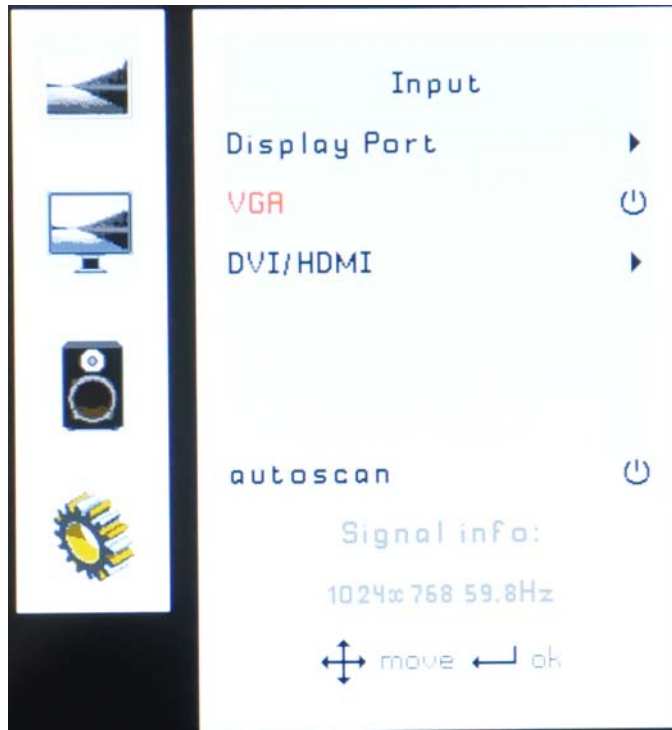 Input
Display Port
VGA
DVI/HDMI
autoscan
Signal info:
1024x768 59.8Hz
move ok